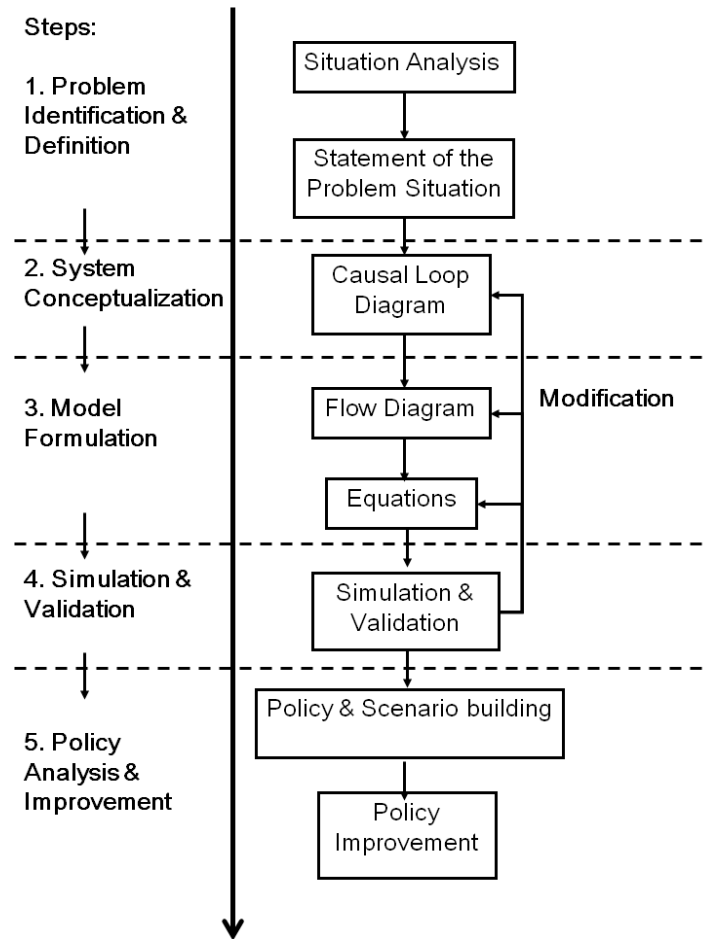 Steps:
1. Problem
Identification &
Definition
Situation Analysis
Statement of the
Problem Situation
2. System
Conceptualization
Causal Loop
Diagram
3. Model
Formulation
Flow Diagram
Modification
Equations
4. Simulation &
Validation
Simulation &
Validation
5. Policy
Analysis &
Improvement
Policy & Scenario building
Policy
Improvement